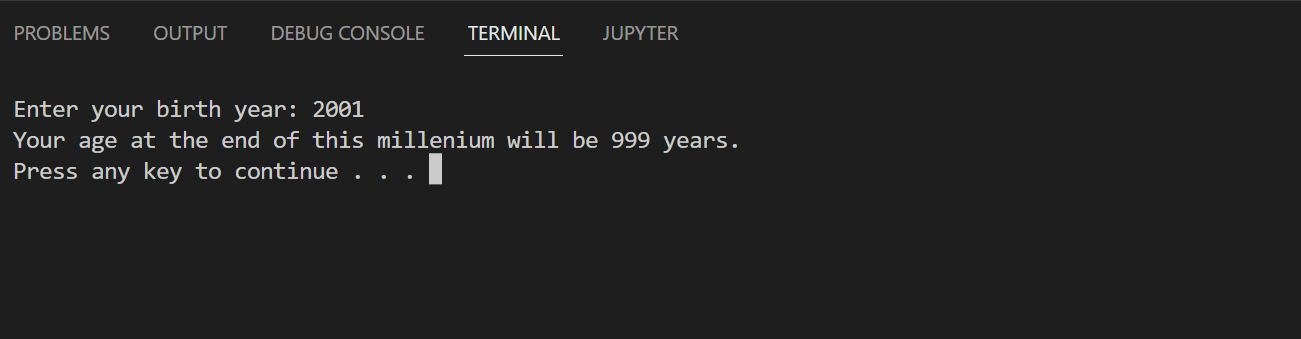 PROBLEMS OUTPUT DEBUG CONSOLE TERMINAL JUPYTER
Enter your birth year: 2001
Your age at the end of this millenium will be 999 years.
Press any key to continue . . .